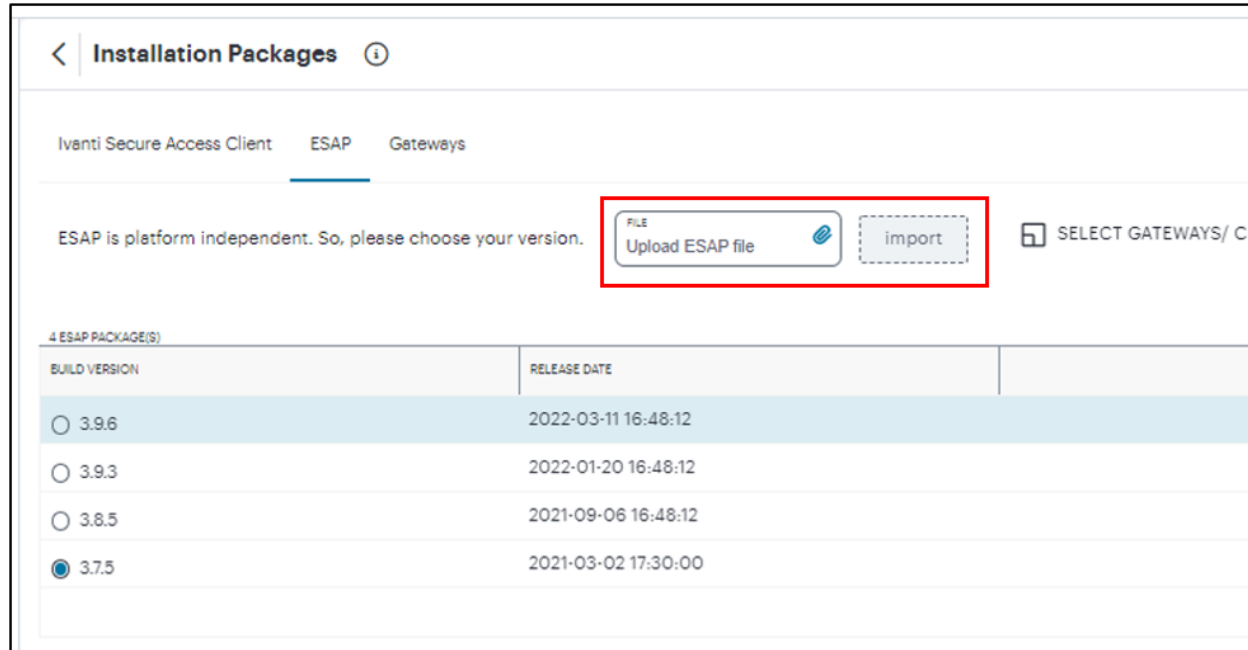 Installation Packages
Ivanti Secure Access Client ESAP Gateways
ESAP is platform independent. So, please choose your version.
FILE
Upload ESAP file
import
SELECT GATEWAYS/ C
4 ESAP PACKAGE(S)
BUILD VERSION RELEASE DATE
3.9.6 2022-03-11 16:48:12
3.9.3 2022-01-20 16:48:12
3.8.5 2021-09-06 16:48:12
3.7.5 2021-03-02 17:30:00